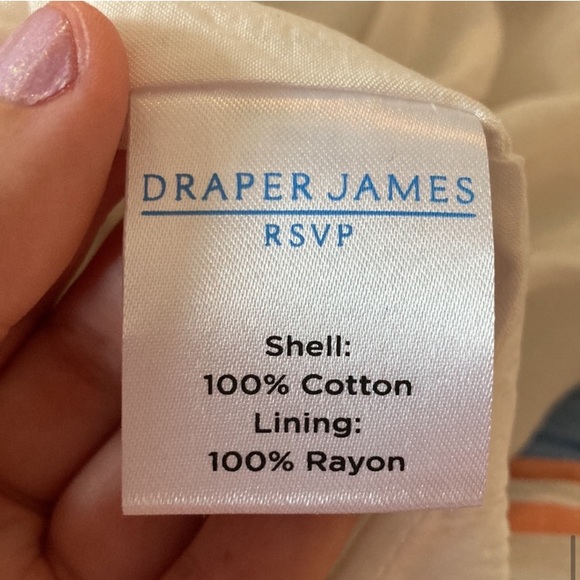 DRAPER JAMES
RSVP
Shell:
100% Cotton
Lining:
100% Rayon